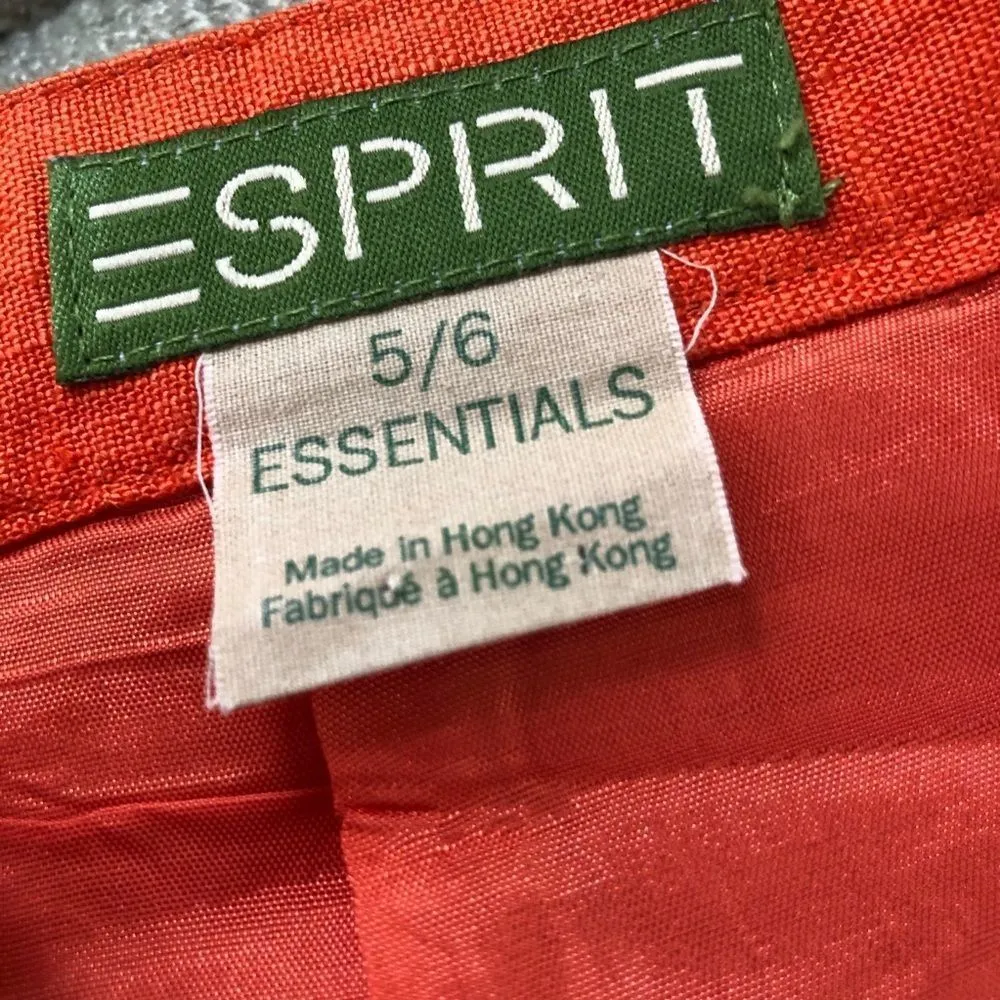 ESPRIT
5/6
ESSENTIALS
Made in Hong Kong
Fabriqué à Hong Kong